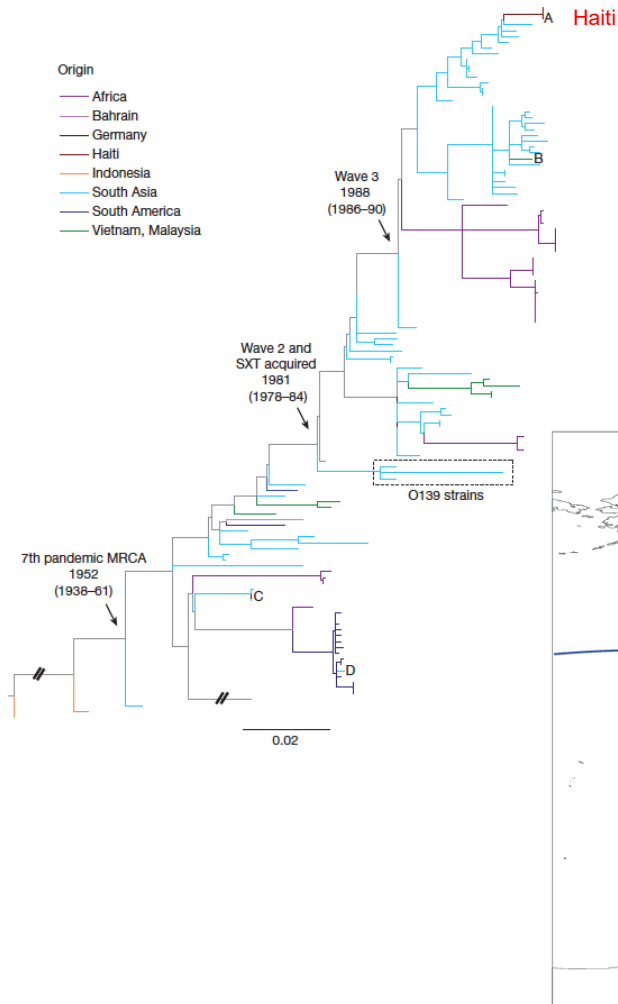 A Haiti
Origin
Africa
Bahrain
Germany
Haiti
Indonesia
South Asia
South America
Vietnam, Malaysia
B
Wave 3
1988
(1986–90)
Wave 2 and
SXT acquired
1981
(1978–84)
O139 strains
7th pandemic MRCA
1952
(1938–61)
C
D
0.02